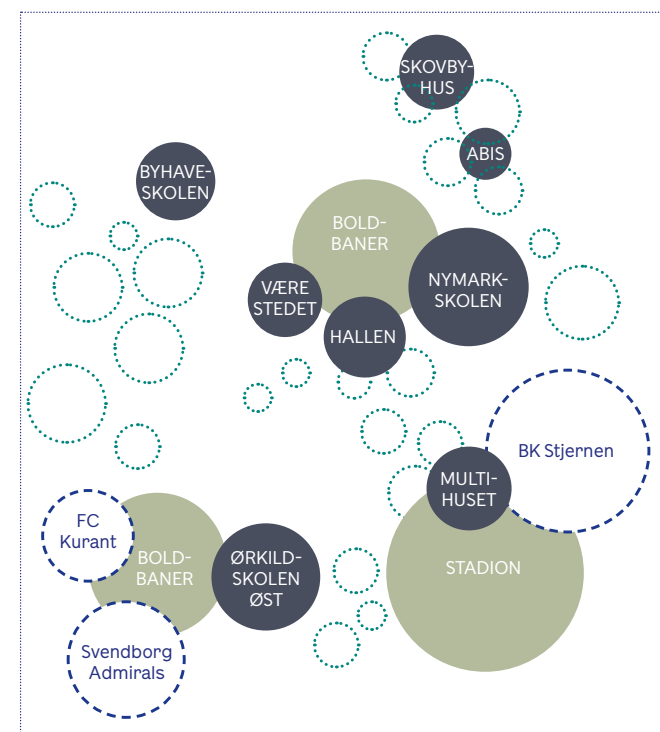 SKOVBY-
HUS
ABIS
BYHAVE-
SKOLEN
BOLD-
BANER
NYMARK-
SKOLEN
VÆRE
STEDET
HALLEN
BK Stjernen
MULTI-
HUSET
FC
Kurant
BOLD-
BANER
ØRKILD-
SKOLEN
ØST
STADION
Svendborg
Admirals